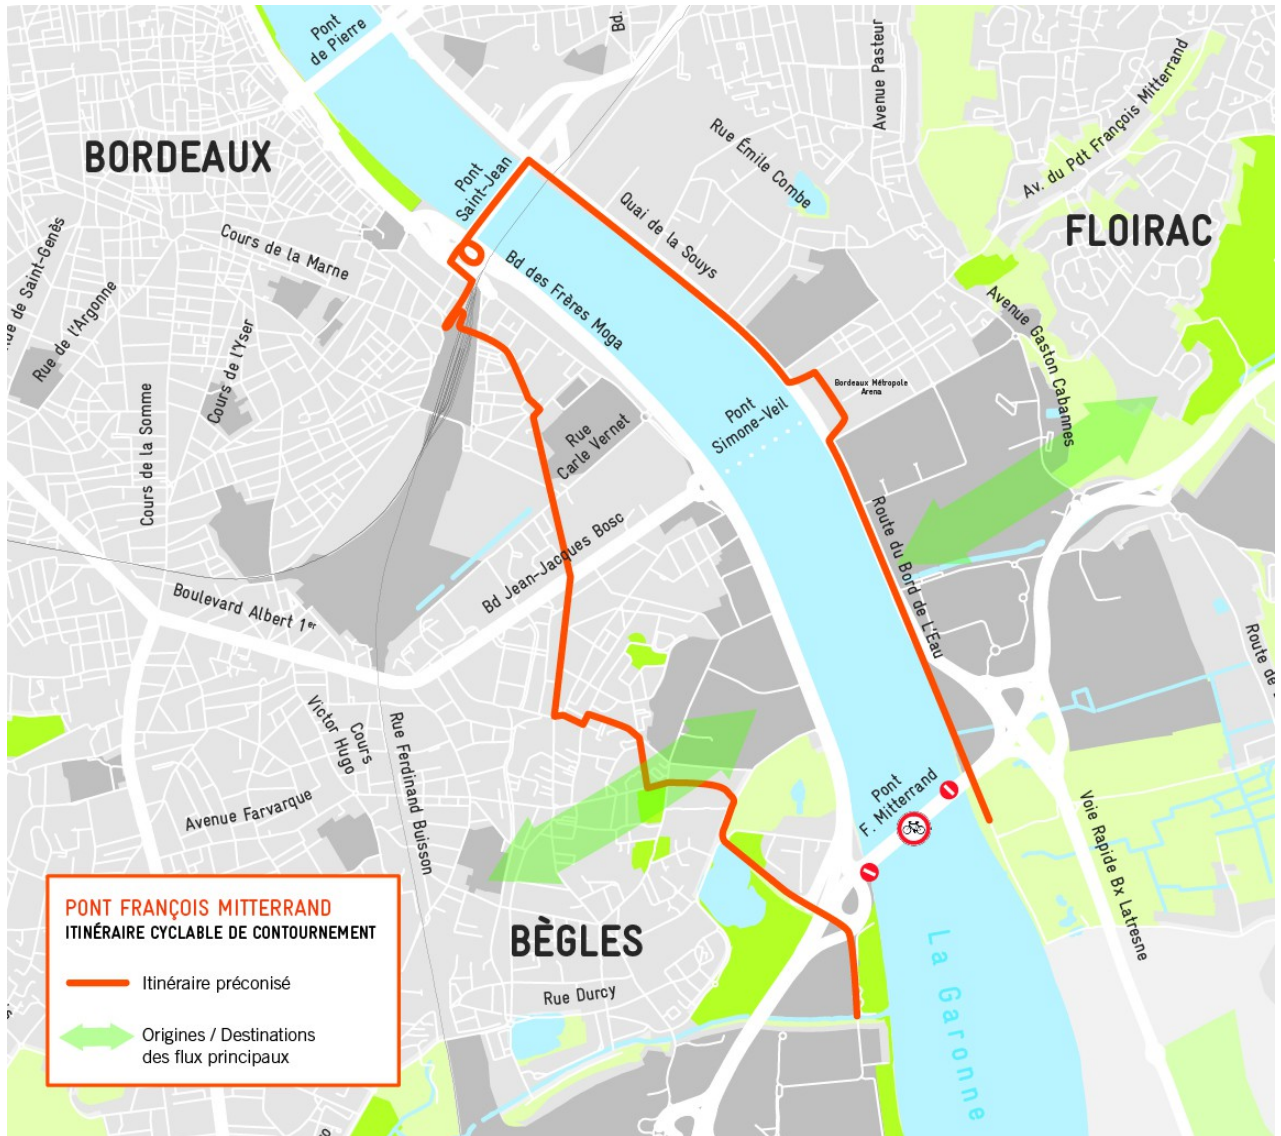 Pont
de Pierre
Bd.
Avenue Pasteur
BORDEAUX
Pont
Saint-Jean
Rue Émile Combe
Av. du Pdt François Mitterrand
FLOIRAC
Quai de la Souys
Cours de la Marne
Bd des Frères Moga
ue de Saint-Genès
Rue de l'Argonne
Cours de l'Yser
Cours de la Somme
Avenue Gaston Cabannes
Bordeaux Métropole
Arena
Pont
Simone-Veil
Rue
Carle Vernet
Route du Bord de L'Eau
Bd Jean-Jacques Bosc
Boulevard Albert 1er
Route de
Cours
Victor Hugo
Rue Ferdinand Buisson
Avenue Farvarque
Pont
F. Mitterrand
Voie Rapide Bx Latresne
BÈGLES
Rue Durcy
La Garonne
PONT FRANÇOIS MITTERRAND
ITINÉRAIRE CYCLABLE DE CONTOURNEMENT
Itinéraire préconisé
Origines / Destinations
des flux principaux